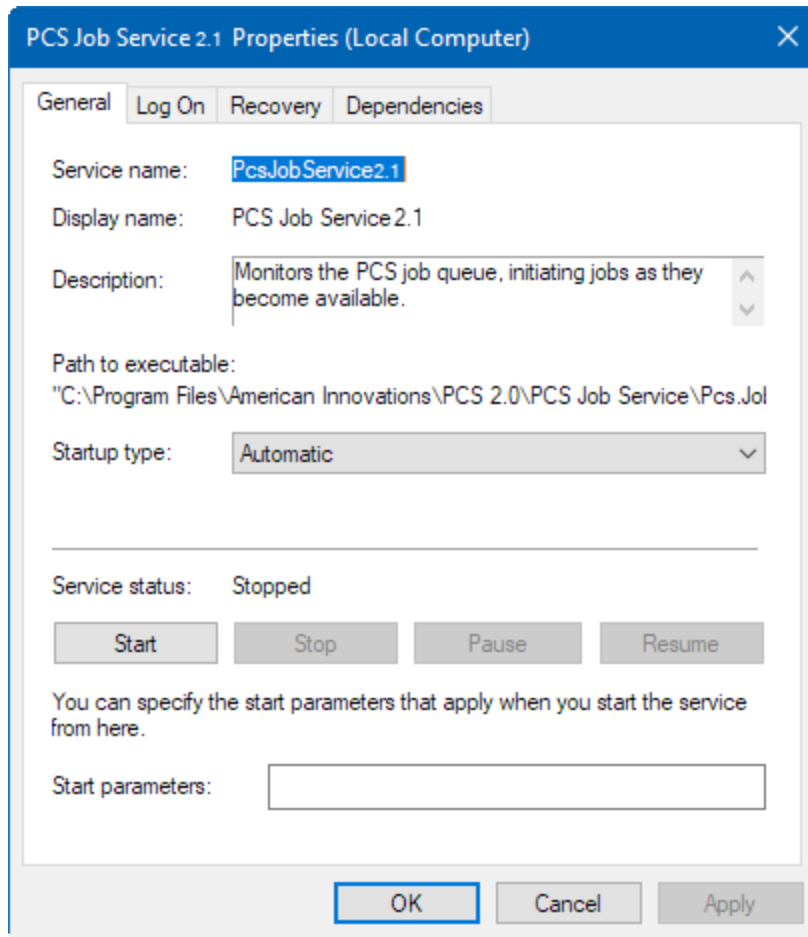 PCS Job Service 2.1 Properties (Local Computer)
General Log On Recovery Dependencies
Service name: PcsJobService2.1
Display name: PCS Job Service 2.1
Description: Monitors the PCS job queue, initiating jobs as they
become available.
Path to executable:
"C:\Program Files\American Innovations\PCS 2.0\PCS Job Service\Pcs.Jol
Startup type: Automatic
Service status: Stopped
Start Stop Pause Resume
You can specify the start parameters that apply when you start the service
from here.
Start parameters:
OK Cancel Apply